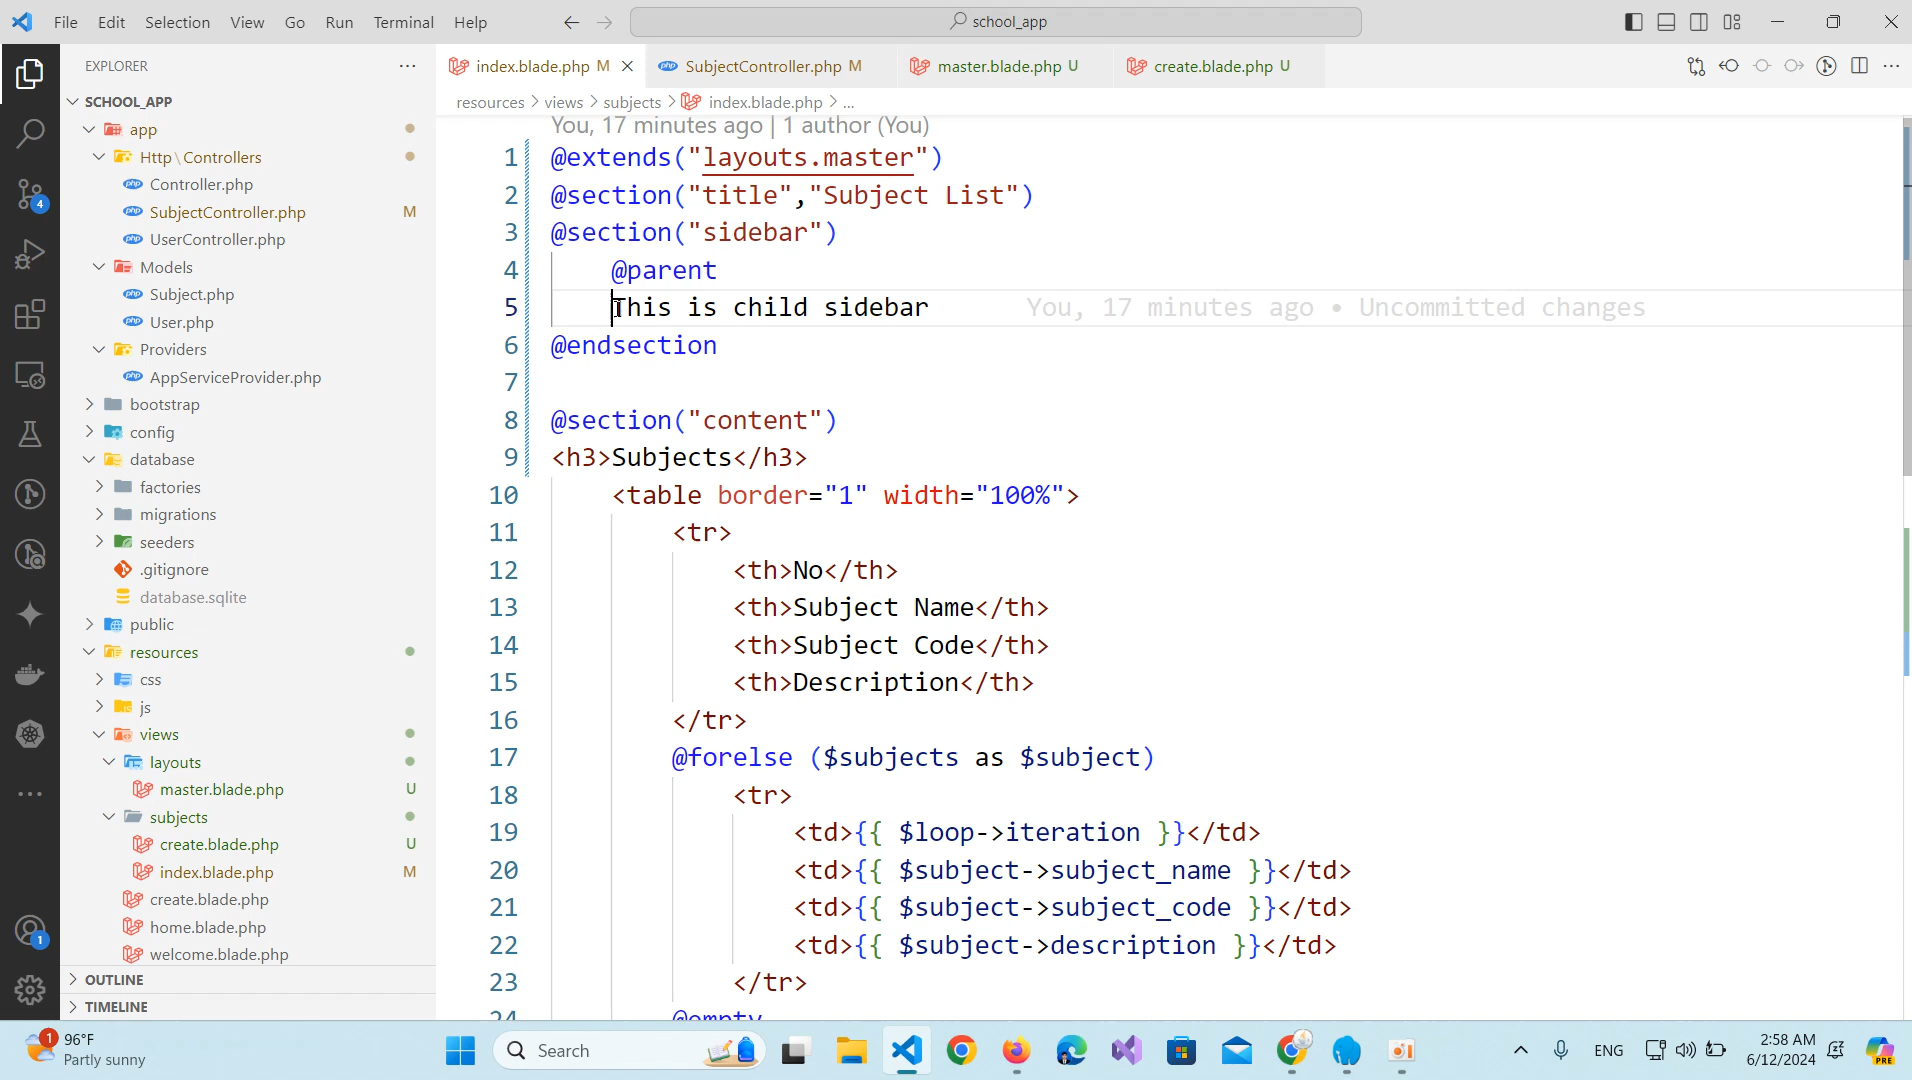 File Edit Selection View Go Run Terminal Help
school_app
EXPLORER
index.blade.php M
SubjectController.php M
master.blade.php U
create.blade.php U
resources > views > subjects > index.blade.php > ...
SCHOOL_APP
app
Http\Controllers
Controller.php
SubjectController.php M
UserController.php
Models
Subject.php
User.php
Providers
AppServiceProvider.php
bootstrap
config
database
factories
migrations
seeders
.gitignore
database.sqlite
public
resources
css
js
views
layouts
master.blade.php U
subjects
create.blade.php U
index.blade.php M
create.blade.php
home.blade.php
welcome.blade.php
OUTLINE
TIMELINE
4
1
You, 17 minutes ago | 1 author (You)
1 @extends("layouts.master")
2 @section("title","Subject List")
3 @section("sidebar")
4 @parent
5 This is child sidebar You, 17 minutes ago • Uncommitted changes
6 @endsection
7
8 @section("content")
9 <h3>Subjects</h3>
10 <table border="1" width="100%">
11 <tr>
12 <th>No</th>
13 <th>Subject Name</th>
14 <th>Subject Code</th>
15 <th>Description</th>
16 </tr>
17 @forelse ($subjects as $subject)
18 <tr>
19 <td>{{ $loop->iteration }}</td>
20 <td>{{ $subject->subject_name }}</td>
21 <td>{{ $subject->subject_code }}</td>
22 <td>{{ $subject->description }}</td>
23 </tr>
24 @empty
1
96°F
Partly sunny
Search
ENG
2:58 AM
6/12/2024
PRE